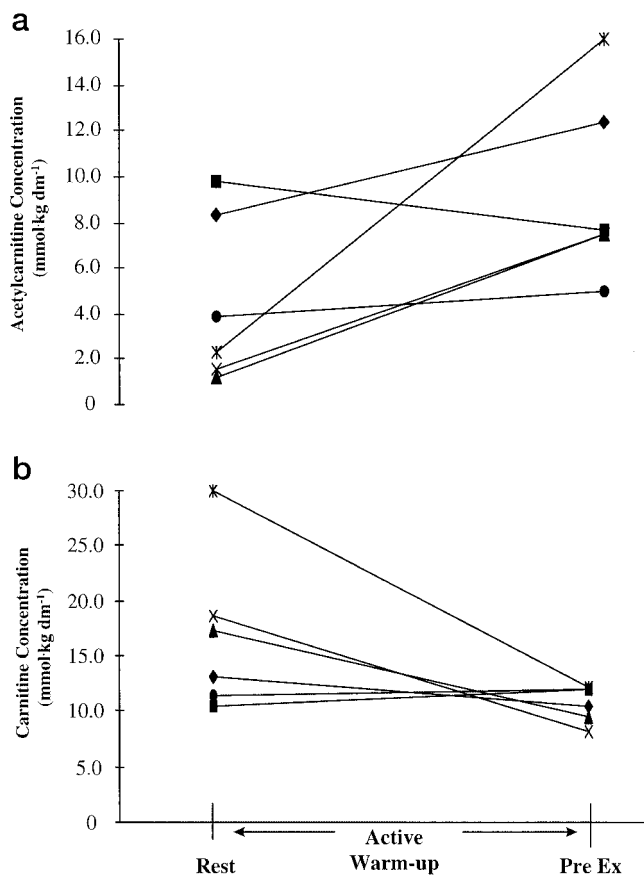 a
16.0
14.0
12.0
10.0
8.0
6.0
4.0
2.0
0
Acetylcarnitine Concentration
(mmol·kg dm⁻¹)
b
30.0
25.0
20.0
15.0
10.0
5.0
0
Carnitine Concentration
(mmol·kg dm⁻¹)
Rest
Active
Warm-up
Pre Ex